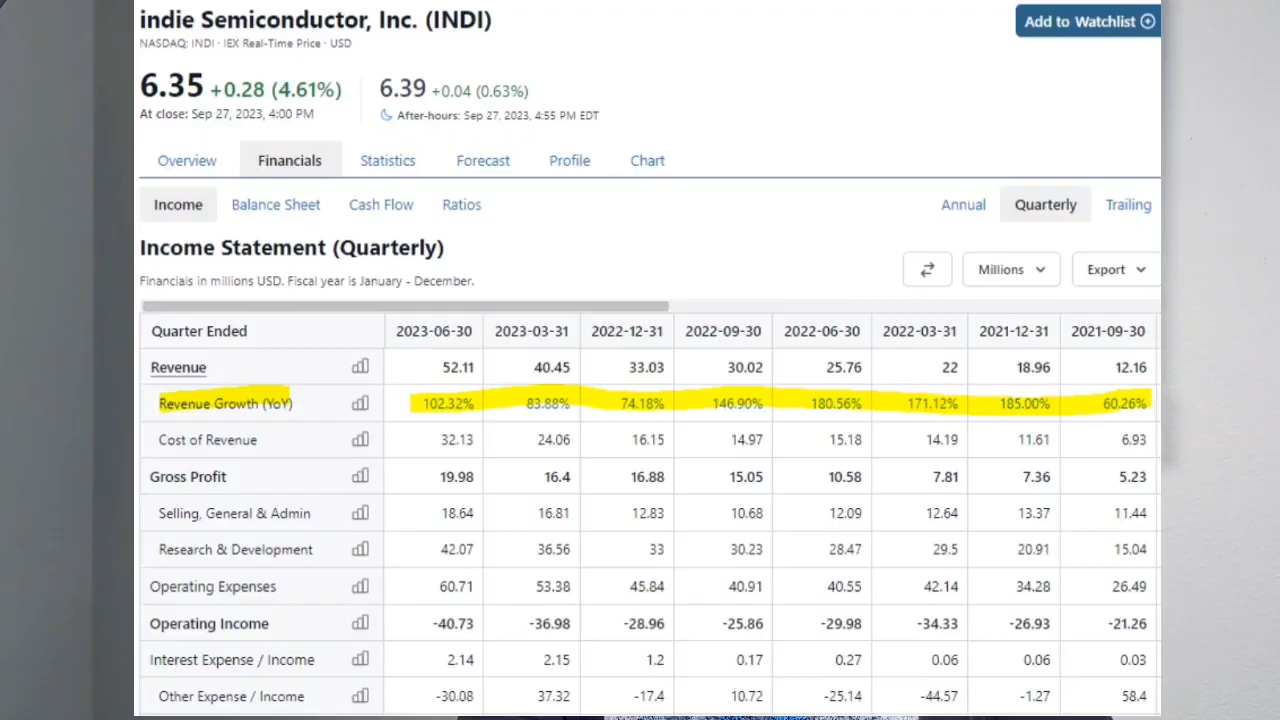 indie Semiconductor, Inc. (INDI)
Add to Watchlist
NASDAQ: INDI · IEX Real-Time Price · USD
6.35 +0.28 (4.61%) 6.39 +0.04 (0.63%)
At close: Sep 27, 2023, 4:00 PM After-hours: Sep 27, 2023, 4:55 PM EDT
Overview Financials Statistics Forecast Profile Chart
Income Balance Sheet Cash Flow Ratios Annual Quarterly Trailing
Income Statement (Quarterly)
Financials in millions USD. Fiscal year is January - December. Millions Export
Quarter Ended 2023-06-30 2023-03-31 2022-12-31 2022-09-30 2022-06-30 2022-03-31 2021-12-31 2021-09-30
Revenue 52.11 40.45 33.03 30.02 25.76 22 18.96 12.16
Revenue Growth (YoY) 102.32% 83.88% 74.18% 146.90% 180.56% 171.12% 185.00% 60.26%
Cost of Revenue 32.13 24.06 16.15 14.97 15.18 14.19 11.61 6.93
Gross Profit 19.98 16.4 16.88 15.05 10.58 7.81 7.36 5.23
Selling, General & Admin 18.64 16.81 12.83 10.68 12.09 12.64 13.37 11.44
Research & Development 42.07 36.56 33 30.23 28.47 29.5 20.91 15.04
Operating Expenses 60.71 53.38 45.84 40.91 40.55 42.14 34.28 26.49
Operating Income -40.73 -36.98 -28.96 -25.86 -29.98 -34.33 -26.93 -21.26
Interest Expense / Income 2.14 2.15 1.2 0.17 0.27 0.06 0.06 0.03
Other Expense / Income -30.08 37.32 -17.4 10.72 -25.14 -44.57 -1.27 58.4